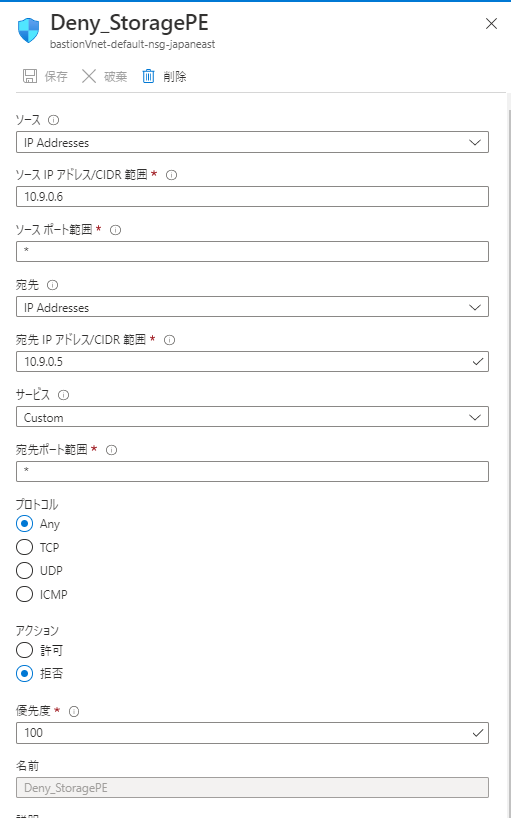 Deny_StoragePE
bastionVnet-default-nsg-japaneast
保存 破棄 削除
ソース
IP Addresses
ソース IP アドレス/CIDR 範囲 *
10.9.0.6
ソース ポート範囲 *
*
宛先
IP Addresses
宛先 IP アドレス/CIDR 範囲 *
10.9.0.5
サービス
Custom
宛先ポート範囲 *
*
プロトコル
Any
TCP
UDP
ICMP
アクション
許可
拒否
優先度 *
100
名前
Deny_StoragePE